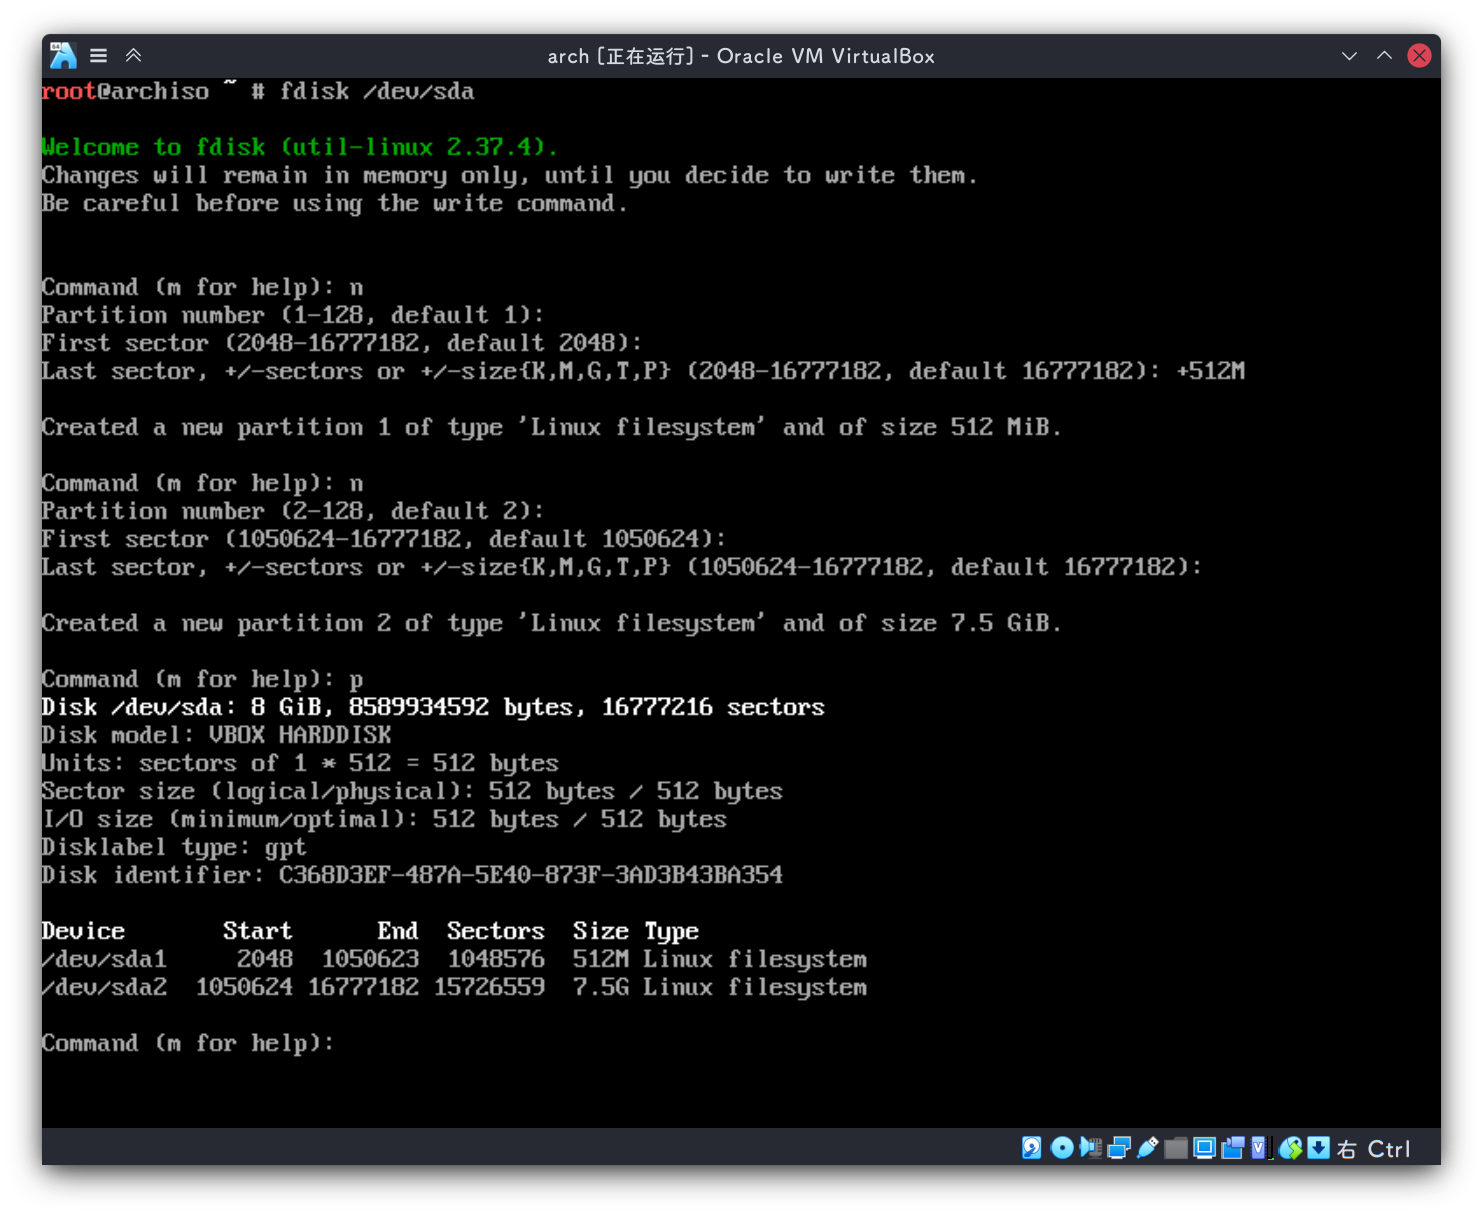 64
arch [正在运行] - Oracle VM VirtualBox
root@archiso ~ # fdisk /dev/sda
Welcome to fdisk (util-linux 2.37.4).
Changes will remain in memory only, until you decide to write them.
Be careful before using the write command.
Command (m for help): n
Partition number (1-128, default 1):
First sector (2048-16777182, default 2048):
Last sector, +/-sectors or +/-size{K,M,G,T,P} (2048-16777182, default 16777182): +512M
Created a new partition 1 of type 'Linux filesystem' and of size 512 MiB.
Command (m for help): n
Partition number (2-128, default 2):
First sector (1050624-16777182, default 1050624):
Last sector, +/-sectors or +/-size{K,M,G,T,P} (1050624-16777182, default 16777182):
Created a new partition 2 of type 'Linux filesystem' and of size 7.5 GiB.
Command (m for help): p
Disk /dev/sda: 8 GiB, 8589934592 bytes, 16777216 sectors
Disk model: VBOX HARDDISK
Units: sectors of 1 * 512 = 512 bytes
Sector size (logical/physical): 512 bytes / 512 bytes
I/O size (minimum/optimal): 512 bytes / 512 bytes
Disklabel type: gpt
Disk identifier: C368D3EF-487A-5E40-873F-3AD3B43BA354
Device Start End Sectors Size Type
/dev/sda1 2048 1050623 1048576 512M Linux filesystem
/dev/sda2 1050624 16777182 15726559 7.5G Linux filesystem
Command (m for help):
右 Ctrl